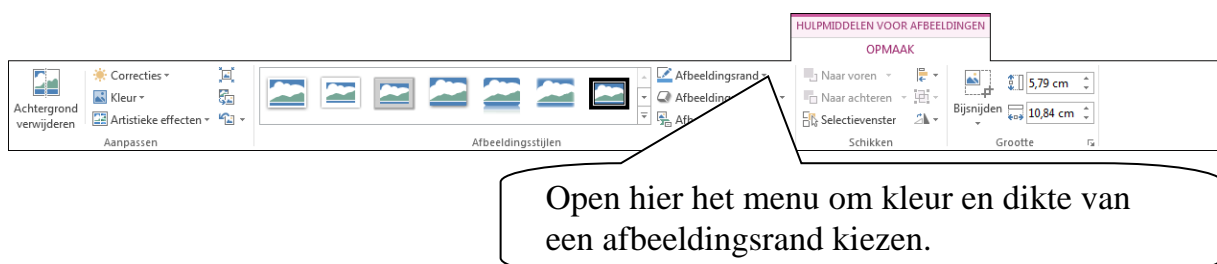 HULPMIDDELEN VOOR AFBEELDINGEN
OPMAAK
Achtergrond verwijderen
Correcties
Kleur
Artistieke effecten
Aanpassen
Afbeeldingsstijlen
Afbeeldingsrand
Naar voren
Naar achteren
Selectievenster
Schikken
Bijsnijden
5,79 cm
10,84 cm
Grootte
Open hier het menu om kleur en dikte van
een afbeeldingsrand kiezen.